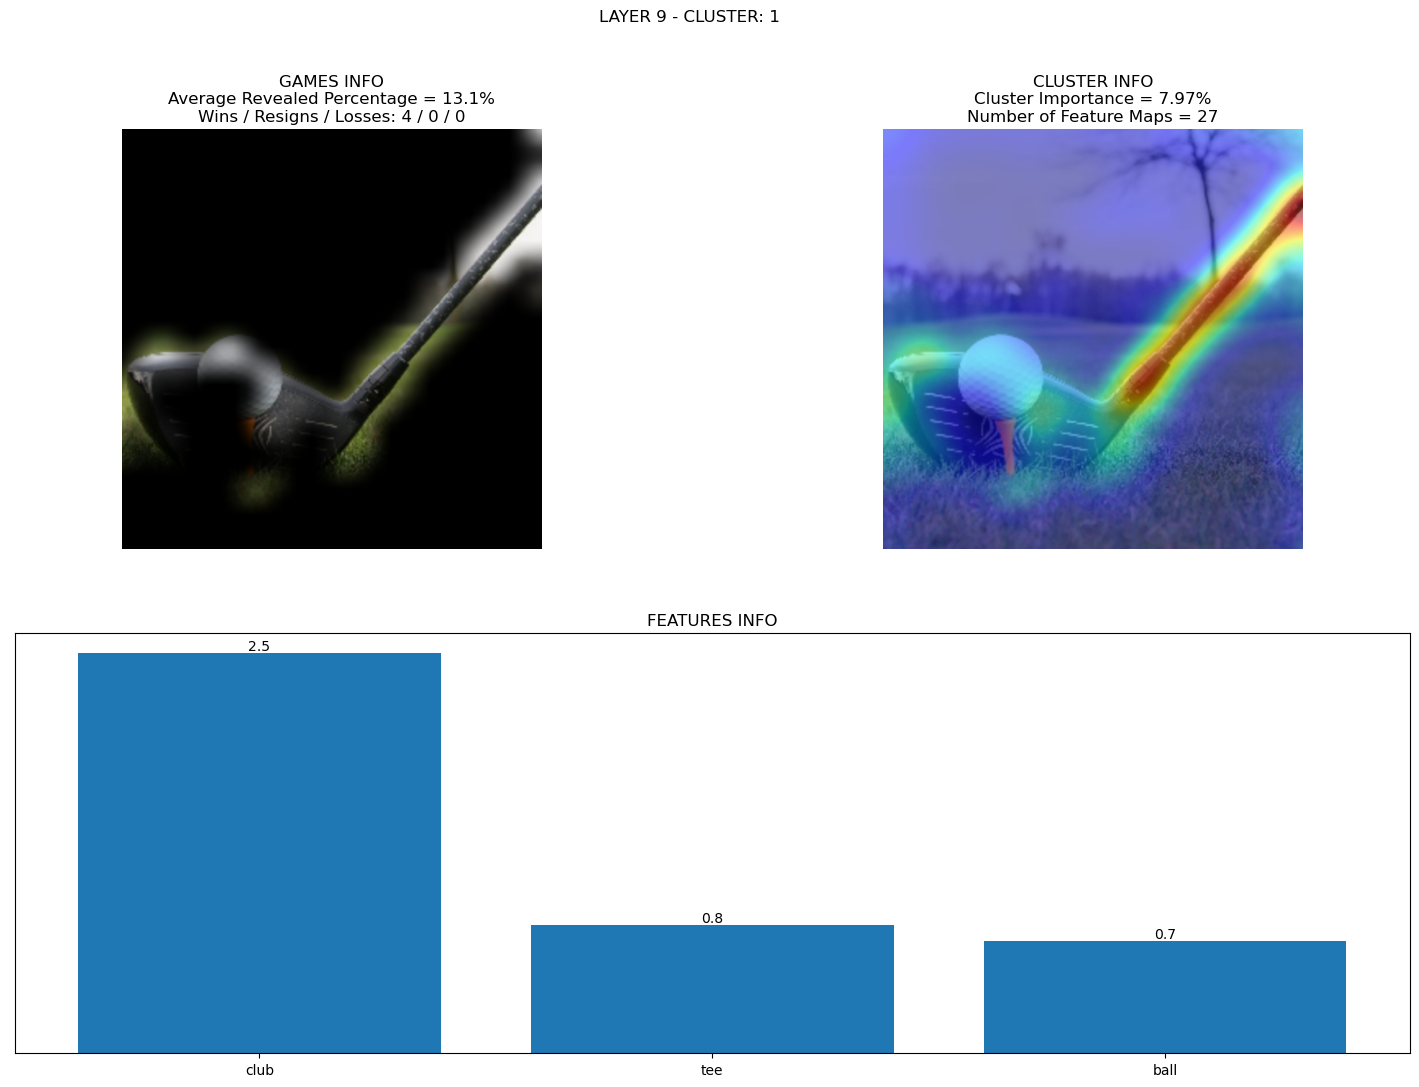 LAYER 9 - CLUSTER: 1
GAMES INFO
Average Revealed Percentage = 13.1%
Wins / Resigns / Losses: 4 / 0 / 0
CLUSTER INFO
Cluster Importance = 7.97%
Number of Feature Maps = 27
FEATURES INFO
2.5
0.8
0.7
club
tee
ball